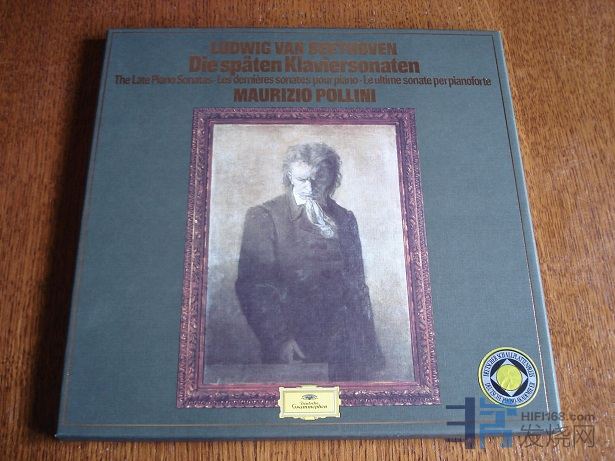 LUDWIG VAN BEETHOVEN
Die späten Klaviersonaten
The Late Piano Sonatas · Les dernières sonates pour piano · Le ultime sonate per pianoforte
MAURIZIO POLLINI
Deutsche
Grammophon
HIFI168.com
发烧网